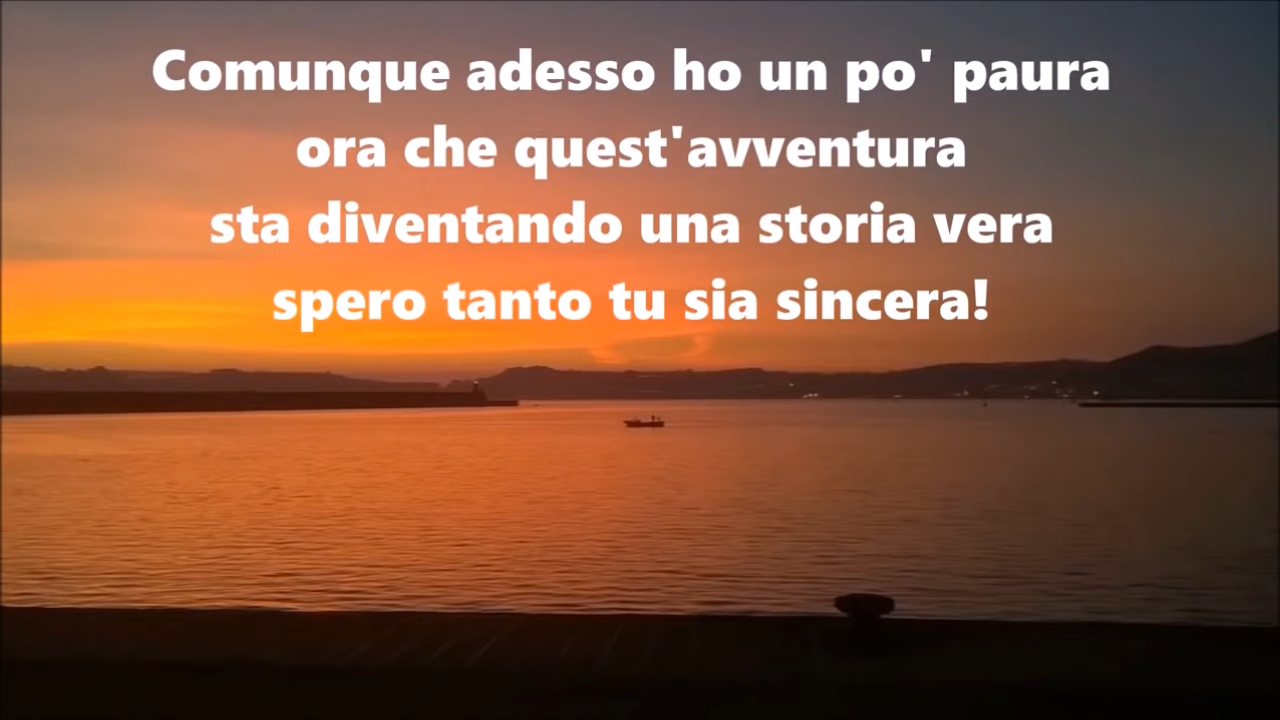 Comunque adesso ho un po' paura
ora che quest'avventura
sta diventando una storia vera
spero tanto tu sia sincera!